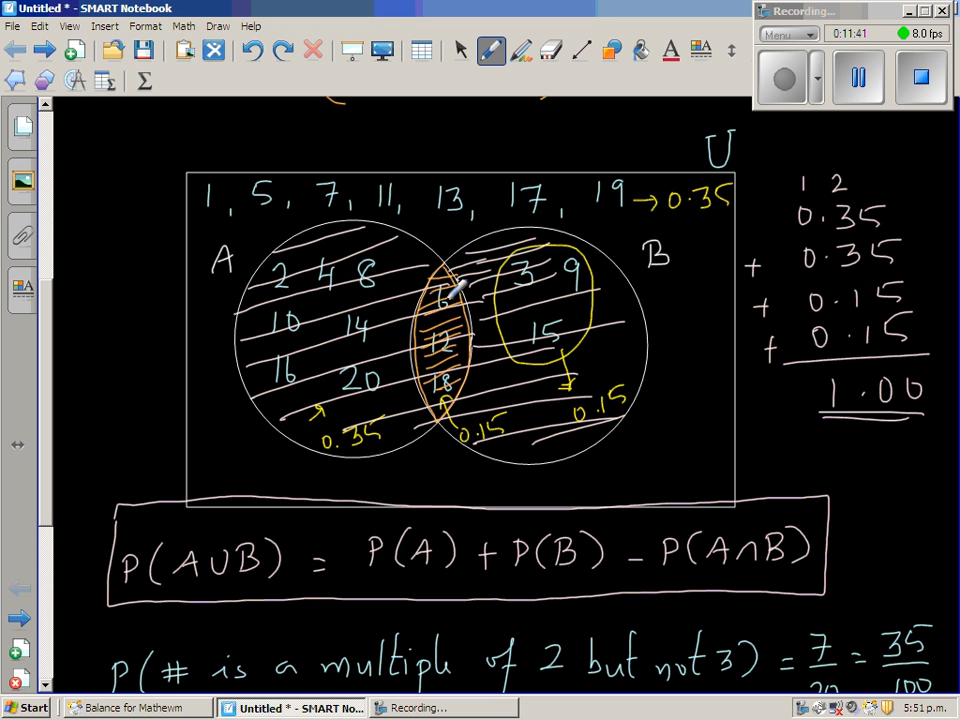 Untitled * - SMART Notebook
Recording...
File Edit View Insert Format Math Draw Help
Menu 0:11:41 8.0 fps
U
1, 5, 7, 11, 13, 17, 19 → 0.35
A B
2 4 8 6 3 9
10 14 12 15
16 20 18
0.35 0.15 0.15
1 2
0.35
+ 0.35
+ 0.15
+ 0.15
1.00
P(A∪B) = P(A) + P(B) - P(A∩B)
P(# is a multiple of 2 but not 3) = 7/20 = 35/100
Start Balance for Mathewm Untitled * - SMART No... Recording... 5:51 p.m.